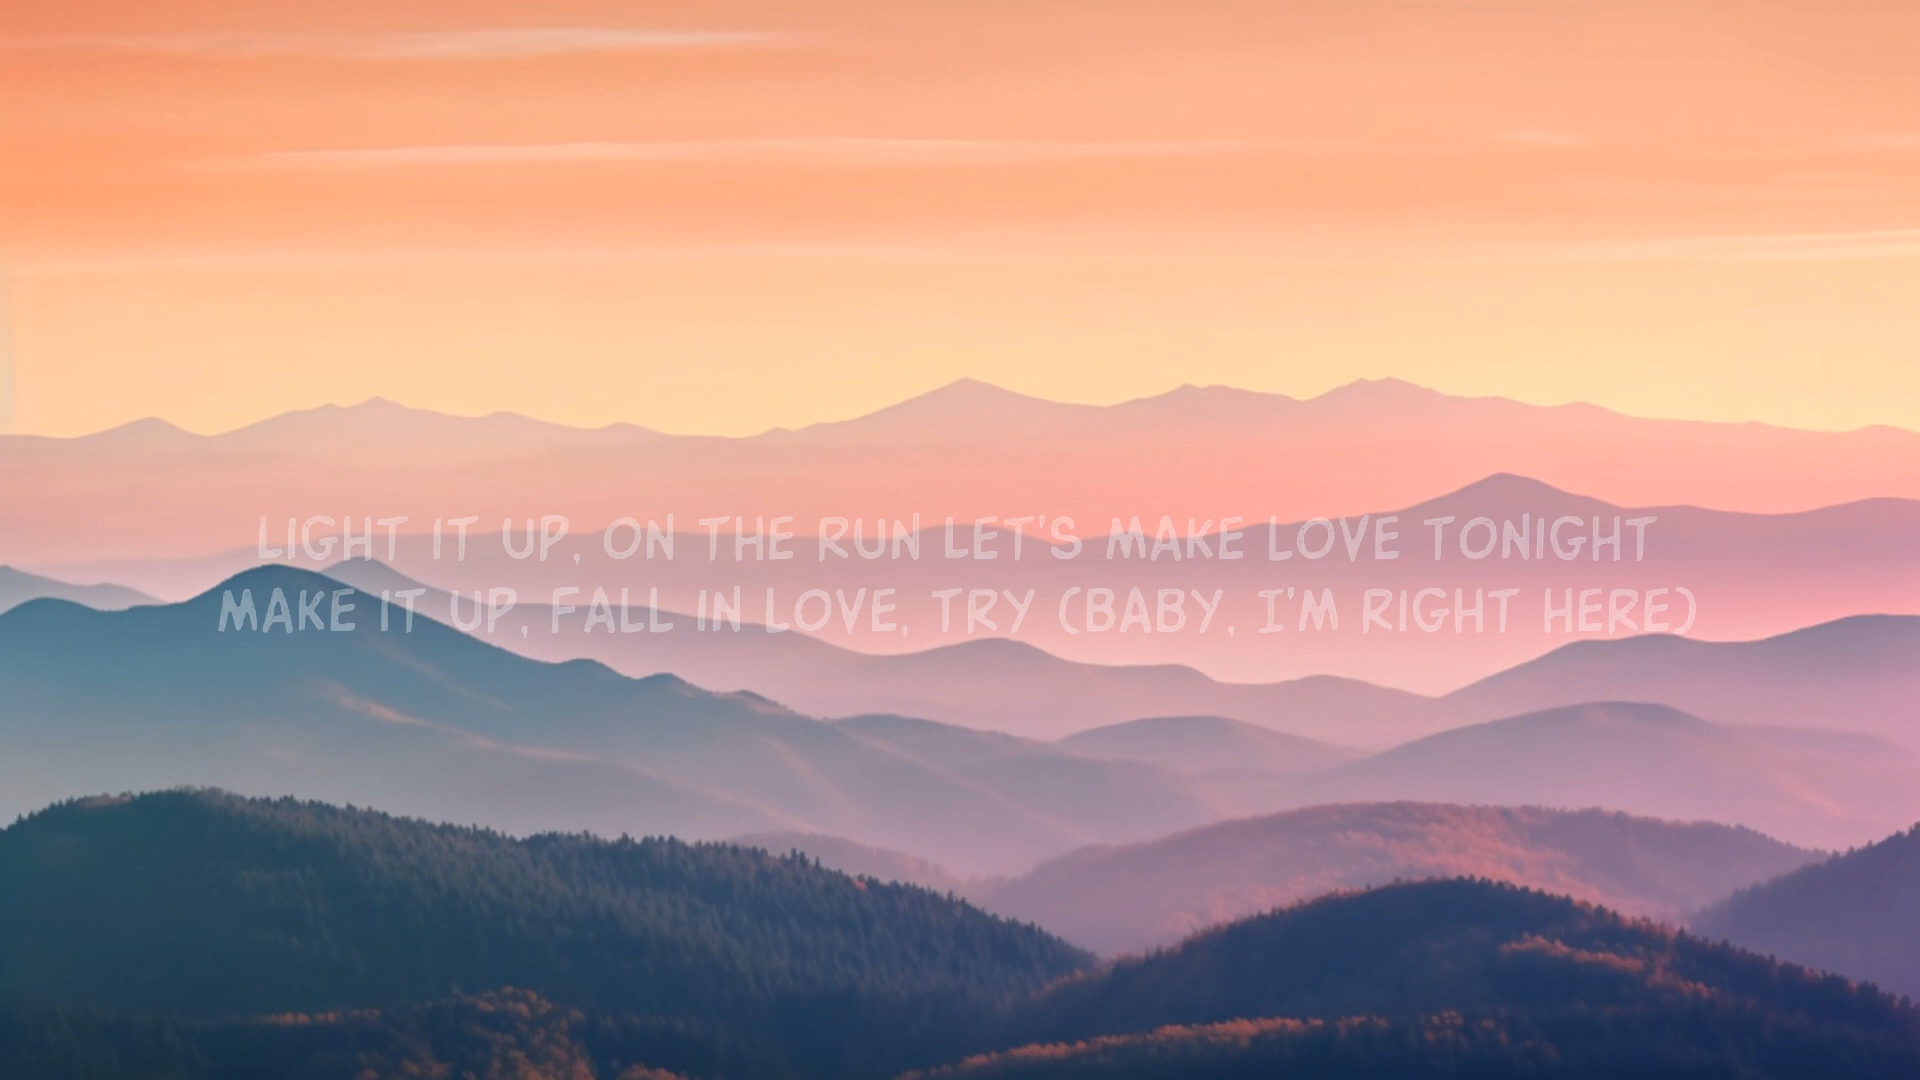 LIGHT IT UP, ON THE RUN LET'S MAKE LOVE TONIGHT
MAKE IT UP, FALL IN LOVE, TRY (BABY, I'M RIGHT HERE)